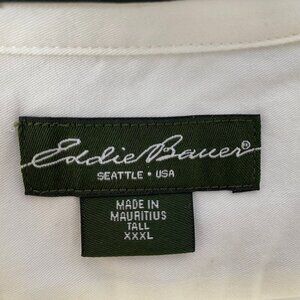 Eddie Bauer®
SEATTLE • USA
MADE IN
MAURITIUS
TALL
XXXL